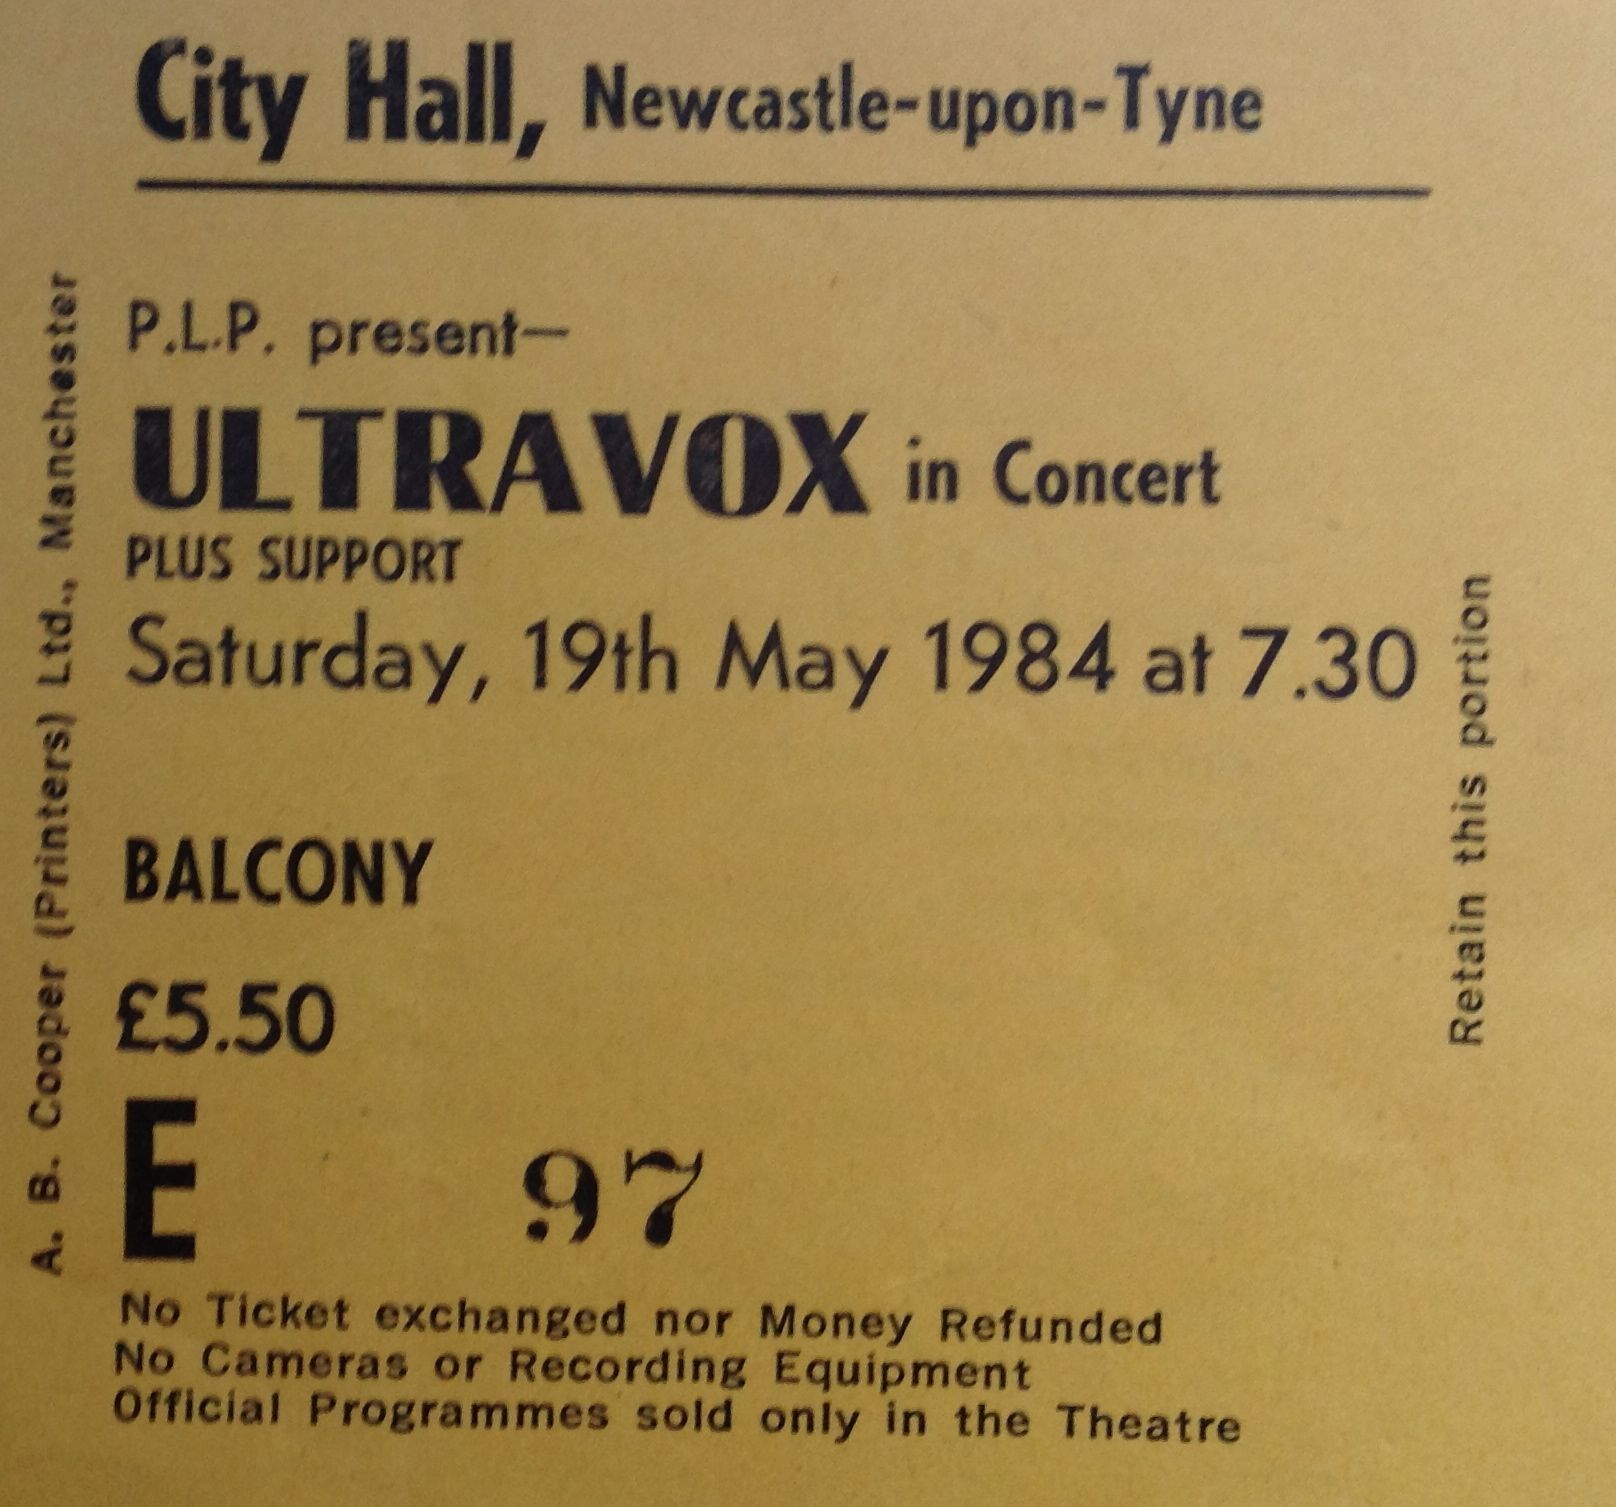 City Hall, Newcastle-upon-Tyne
P.L.P. present—
ULTRAVOX in Concert
PLUS SUPPORT
Saturday, 19th May 1984 at 7.30
BALCONY
£5.50
E 97
No Ticket exchanged nor Money Refunded
No Cameras or Recording Equipment
Official Programmes sold only in the Theatre
A. B. Cooper (Printers) Ltd., Manchester
Retain this portion